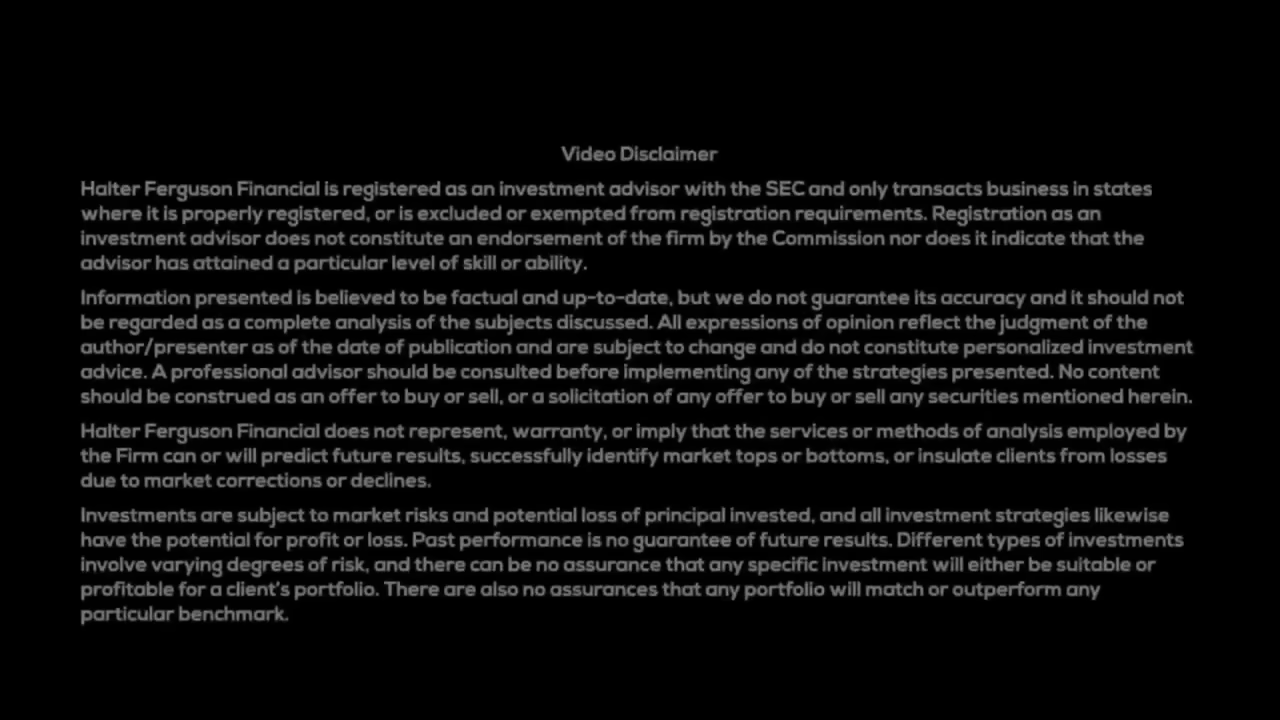 Video Disclaimer
Halter Ferguson Financial is registered as an investment advisor with the SEC and only transacts business in states
where it is properly registered, or is excluded or exempted from registration requirements. Registration as an
investment advisor does not constitute an endorsement of the firm by the Commission nor does it indicate that the
advisor has attained a particular level of skill or ability.
Information presented is believed to be factual and up-to-date, but we do not guarantee its accuracy and it should not
be regarded as a complete analysis of the subjects discussed. All expressions of opinion reflect the judgment of the
author/presenter as of the date of publication and are subject to change and do not constitute personalized investment
advice. A professional advisor should be consulted before implementing any of the strategies presented. No content
should be construed as an offer to buy or sell, or a solicitation of any offer to buy or sell any securities mentioned herein.
Halter Ferguson Financial does not represent, warranty, or imply that the services or methods of analysis employed by
the Firm can or will predict future results, successfully identify market tops or bottoms, or insulate clients from losses
due to market corrections or declines.
Investments are subject to market risks and potential loss of principal invested, and all investment strategies likewise
have the potential for profit or loss. Past performance is no guarantee of future results. Different types of investments
involve varying degrees of risk, and there can be no assurance that any specific investment will either be suitable or
profitable for a client's portfolio. There are also no assurances that any portfolio will match or outperform any
particular benchmark.